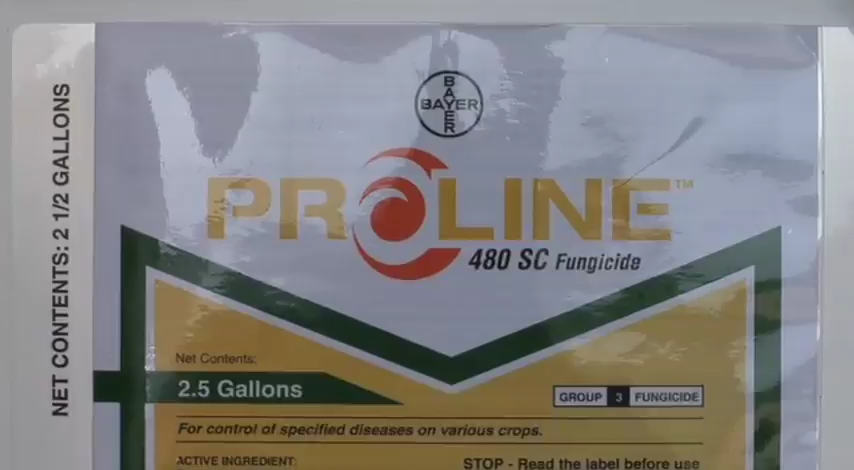 NET CONTENTS: 2 1/2 GALLONS
BAYER
BAYER
PROLINE™
480 SC Fungicide
Net Contents:
2.5 Gallons
GROUP 3 FUNGICIDE
For control of specified diseases on various crops.
ACTIVE INGREDIENT:
STOP - Read the label before use